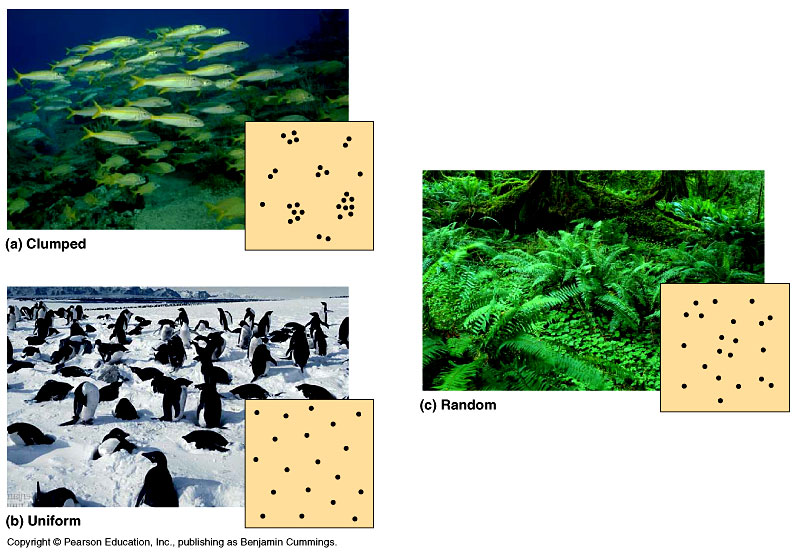 (a) Clumped
(b) Uniform
(c) Random
Copyright © Pearson Education, Inc., publishing as Benjamin Cummings.